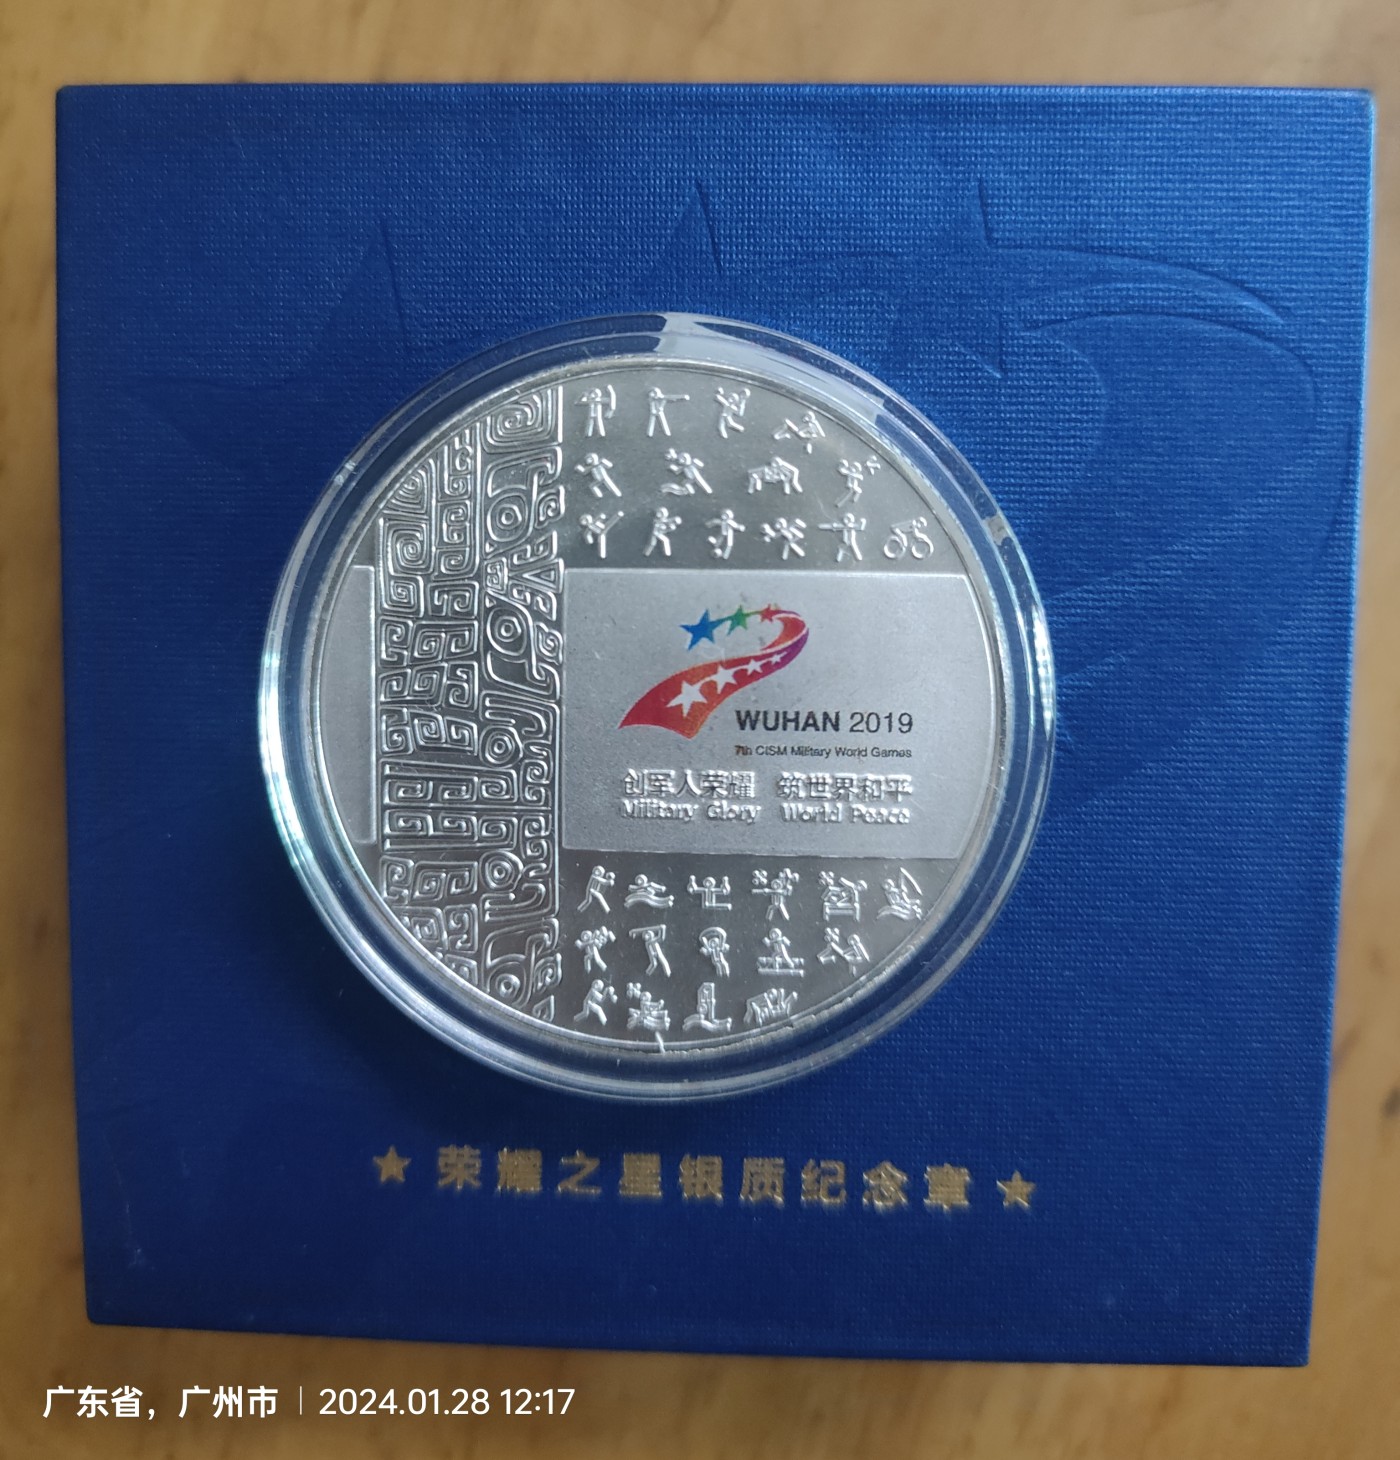 WUHAN 2019
7th CISM Military World Games
创军人荣耀 筑世界和平
Military Glory World Peace
★ 荣耀之星银质纪念章 ★
广东省，广州市 | 2024.01.28 12:17